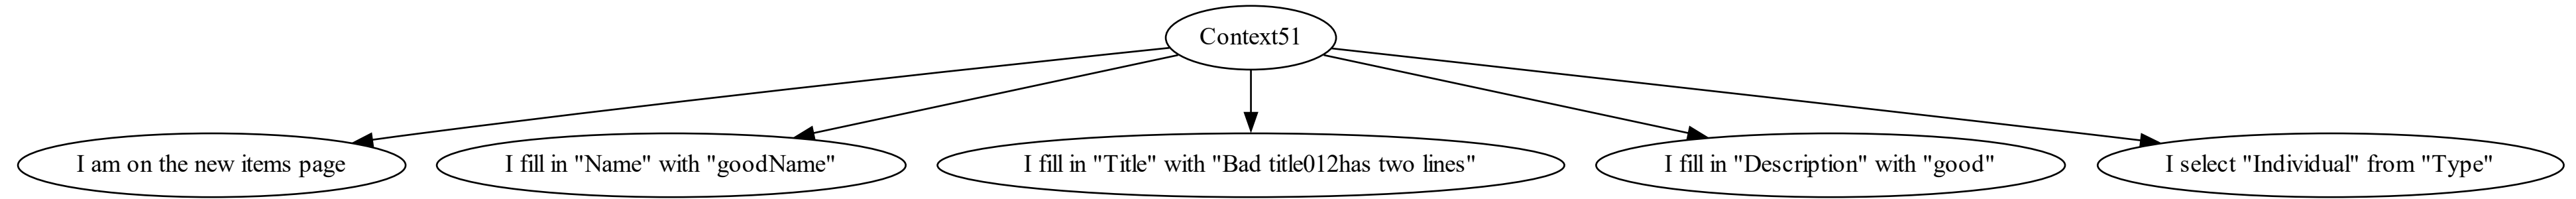 Context51
I am on the new items page
I fill in "Name" with "goodName"
I fill in "Title" with "Bad title012has two lines"
I fill in "Description" with "good"
I select "Individual" from "Type"